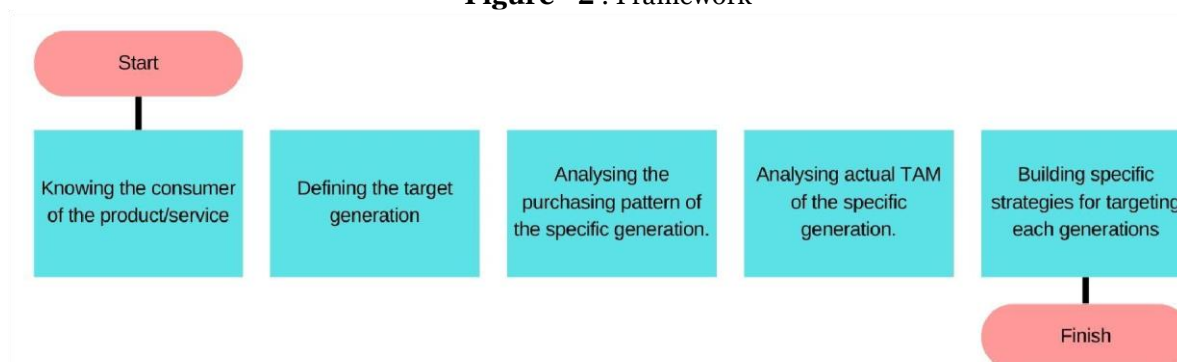 Figure - 2 : Framework
Start
Knowing the consumer
of the product/service
Defining the target
generation
Analysing the
purchasing pattern of
the specific generation.
Analysing actual TAM
of the specific
generation.
Building specific
strategies for targeting
each generations
Finish